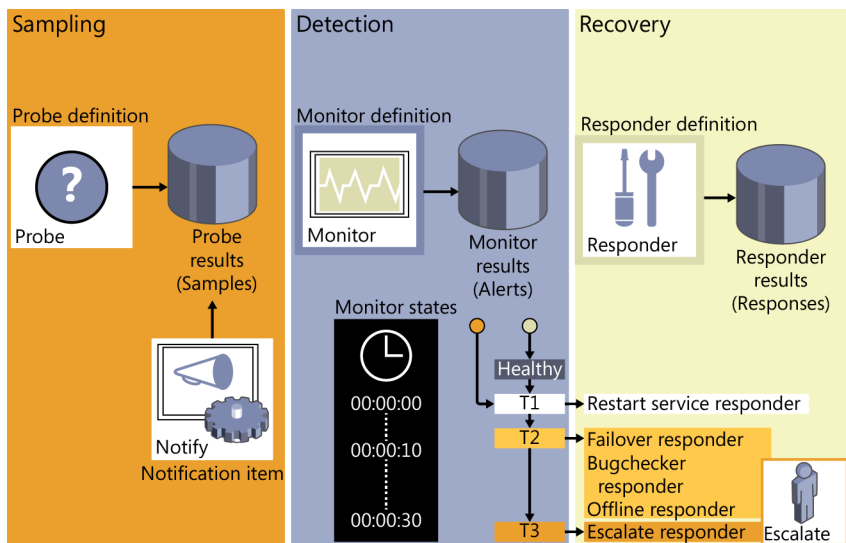 Sampling
Probe definition
?
Probe
Probe
results
(Samples)
Notify
Notification item
Detection
Monitor definition
Monitor
Monitor
results
(Alerts)
Monitor states
00:00:00
00:00:10
00:00:30
Healthy
T1
T2
T3
Recovery
Responder definition
Responder
Responder
results
(Responses)
Restart service responder
Failover responder
Bugchecker
responder
Offline responder
Escalate responder
Escalate